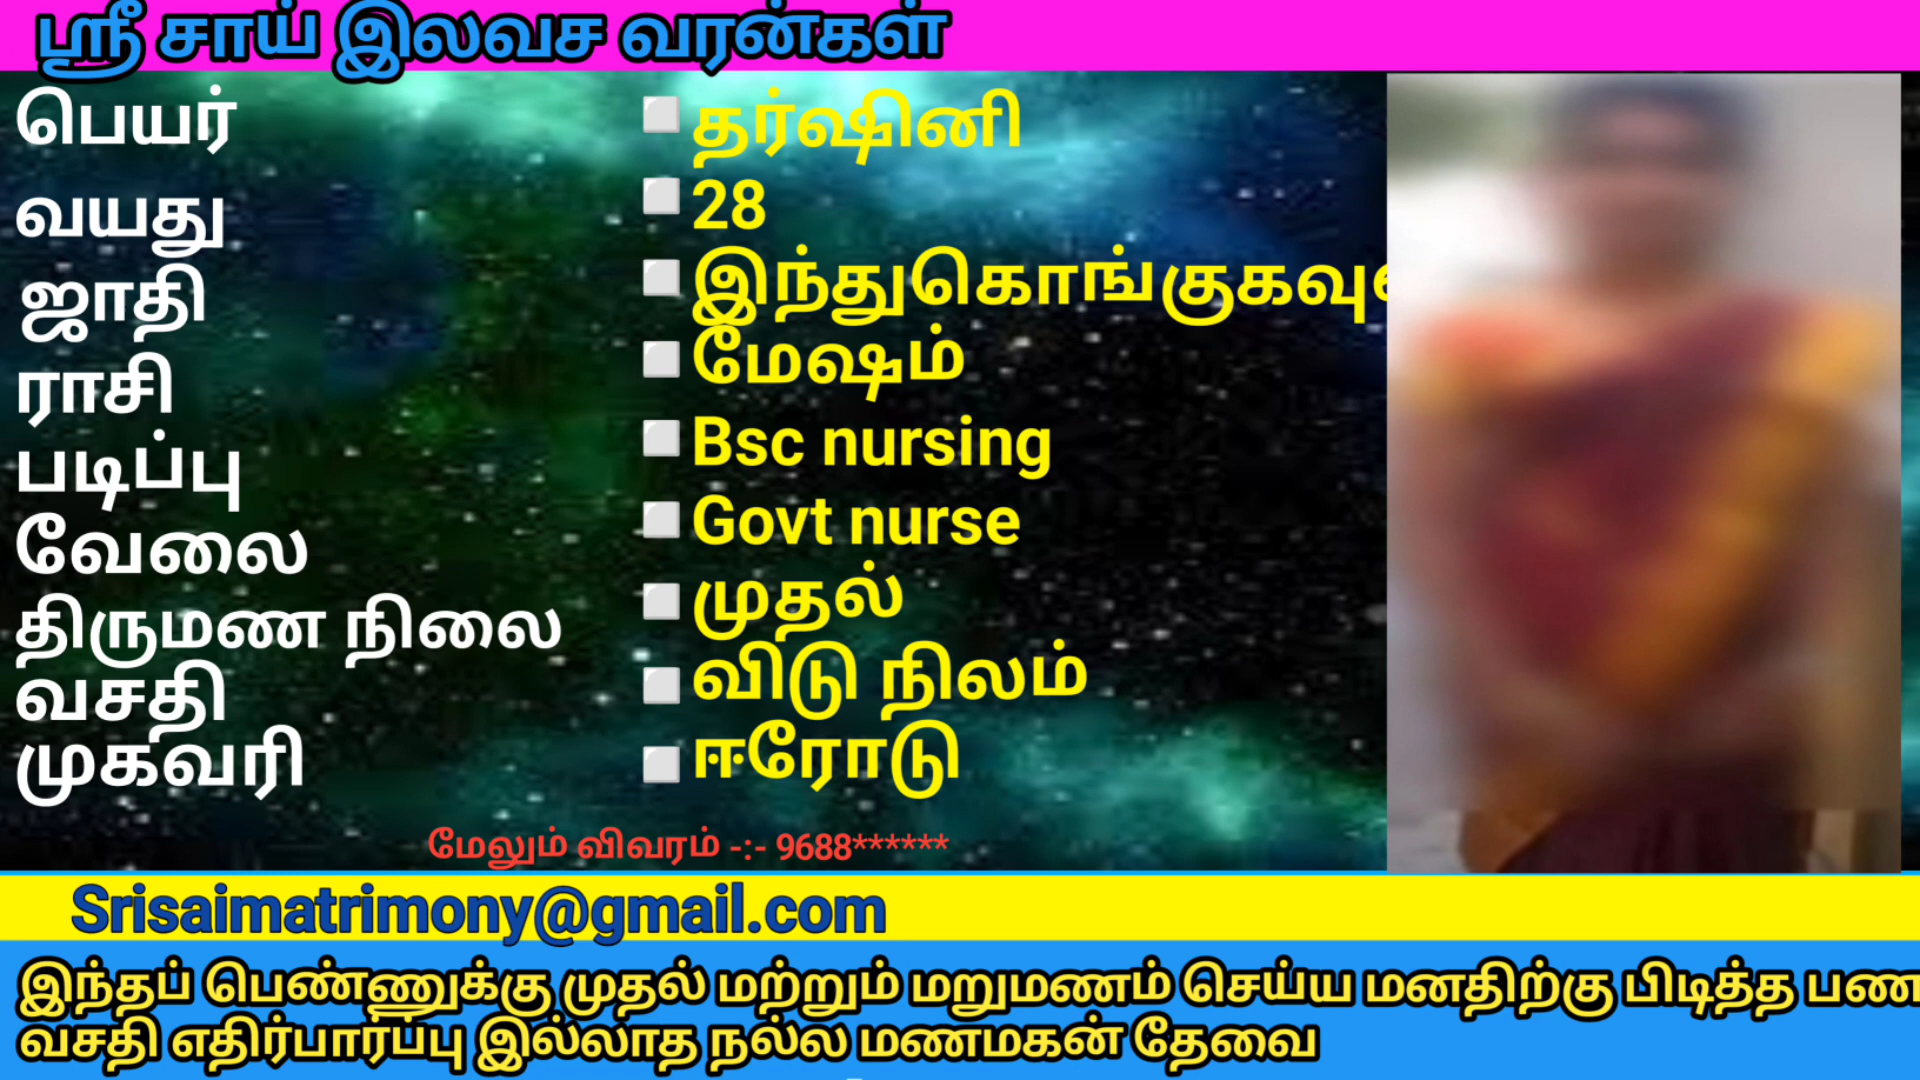 ஸ்ரீ சாய் இலவச வரன்கள்
பெயர் ◻ தர்ஷினி
வயது ◻ 28
ஜாதி ◻ இந்துகொங்குகவு
ராசி ◻ மேஷம்
படிப்பு ◻ Bsc nursing
வேலை ◻ Govt nurse
திருமண நிலை ◻ முதல்
வசதி ◻ விடு நிலம்
முகவரி ◻ ஈரோடு
மேலும் விவரம் -:- 9688******
Srisaimatrimony@gmail.com
இந்தப் பெண்ணுக்கு முதல் மற்றும் மறுமணம் செய்ய மனதிற்கு பிடித்த பண
வசதி எதிர்பார்ப்பு இல்லாத நல்ல மணமகன் தேவை